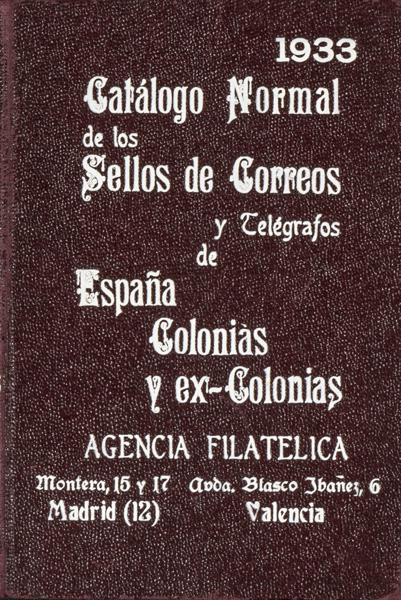 1933
Catálogo Normal
de los
Sellos de Correos
y Telégrafos
de
España
Colonias
y ex-Colonias
AGENCIA FILATELICA
Montera, 15 y 17 Avda. Blasco Ibañez, 6
Madrid (12) Valencia